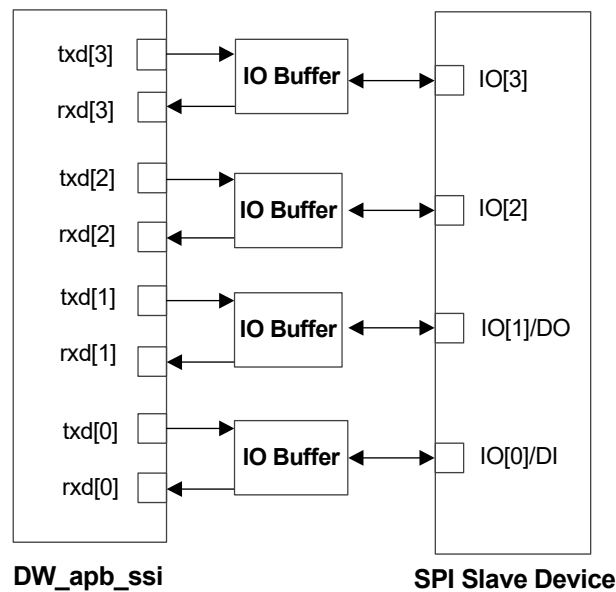 txd[3]
IO Buffer
IO[3]
rxd[3]
txd[2]
IO Buffer
IO[2]
rxd[2]
txd[1]
IO Buffer
IO[1]/DO
rxd[1]
txd[0]
IO Buffer
IO[0]/DI
rxd[0]
DW_apb_ssi
SPI Slave Device